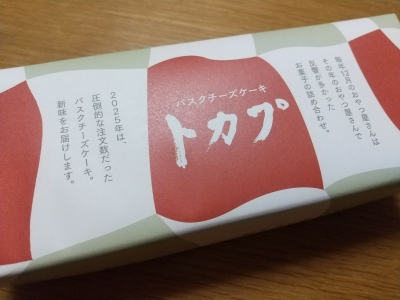 毎年12月のおやつ屋さんは
その年のおやつ屋さんで
反響が多かった
お菓子の詰め合わせ。
バスクチーズケーキ
トカプ
2025年は、
圧倒的な注文数だった
バスクチーズケーキ。
新味をお届けします。